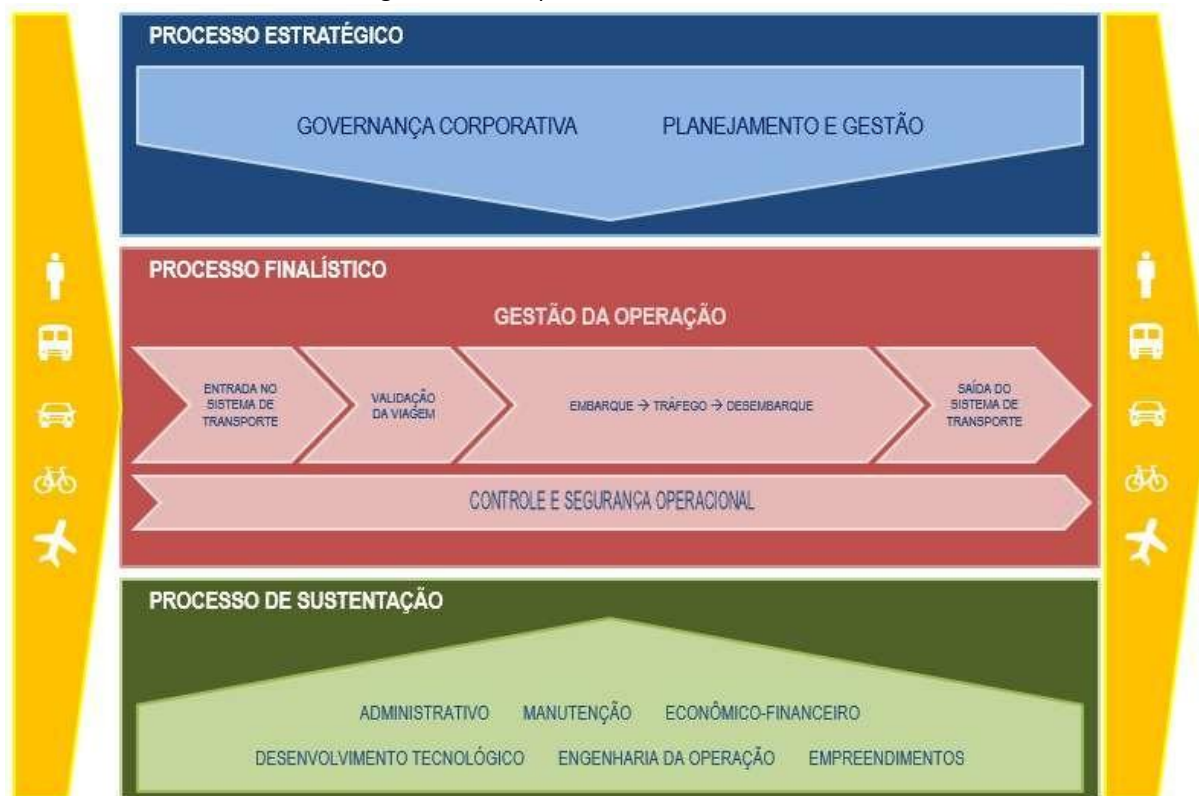 PROCESSO ESTRATÉGICO
GOVERNANÇA CORPORATIVA PLANEJAMENTO E GESTÃO
PROCESSO FINALÍSTICO
GESTÃO DA OPERAÇÃO
ENTRADA NO
SISTEMA DE
TRANSPORTE
VALIDAÇÃO
DA VIAGEM
EMBARQUE → TRÁFEGO → DESEMBARQUE
SAÍDA DO
SISTEMA DE
TRANSPORTE
CONTROLE E SEGURANÇA OPERACIONAL
PROCESSO DE SUSTENTAÇÃO
ADMINISTRATIVO MANUTENÇÃO ECONÔMICO-FINANCEIRO
DESENVOLVIMENTO TECNOLÓGICO ENGENHARIA DA OPERAÇÃO EMPREENDIMENTOS